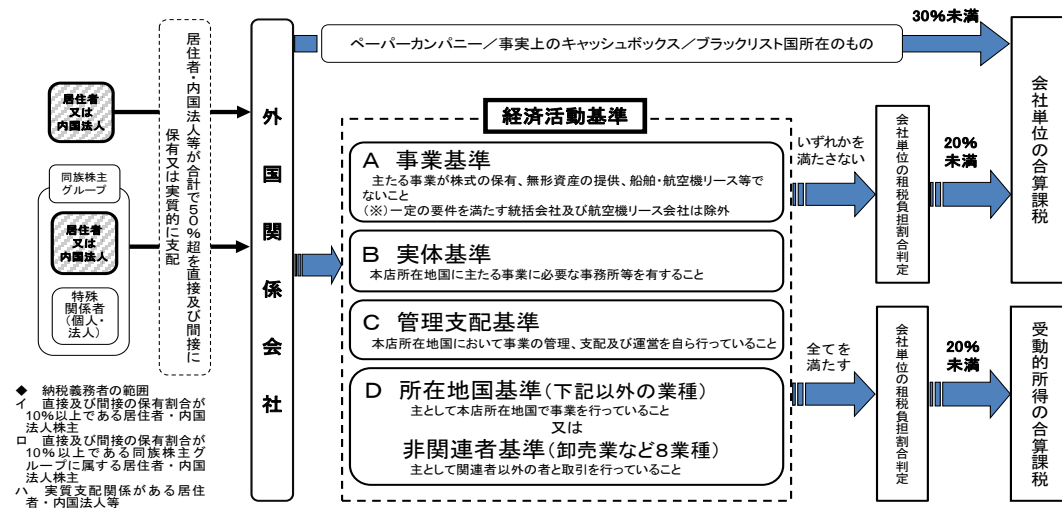 居住者
又は
内国法人
同族株主
グループ
居住者
又は
内国法人
特殊
関係者
(個人・
法人)
居住者・内国法人等が合計で50%超を直接及び間接に
保有又は実質的に支配
◆ 納税義務者の範囲
イ 直接及び間接の保有割合が
10%以上である居住者・内国
法人株主
ロ 直接及び間接の保有割合が
10%以上である同族株主グ
ループに属する居住者・内国
法人株主
ハ 実質支配関係がある居住
者・内国法人等
外国関係会社
ペーパーカンパニー/事実上のキャッシュボックス/ブラックリスト国所在のもの
30%未満
経済活動基準
A 事業基準
主たる事業が株式の保有、無形資産の提供、船舶・航空機リース等で
ないこと
(※)一定の要件を満たす統括会社及び航空機リース会社は除外
B 実体基準
本店所在地国に主たる事業に必要な事務所等を有すること
C 管理支配基準
本店所在地国において事業の管理、支配及び運営を自ら行っていること
D 所在地国基準(下記以外の業種)
主として本店所在地国で事業を行っていること
又は
非関連者基準(卸売業など8業種)
主として関連者以外の者と取引を行っていること
いずれかを
満たさない
会社単位の租税負担割合判定
20%
未満
会社単位の合算課税
全てを
満たす
会社単位の租税負担割合判定
20%
未満
受動的所得の合算課税